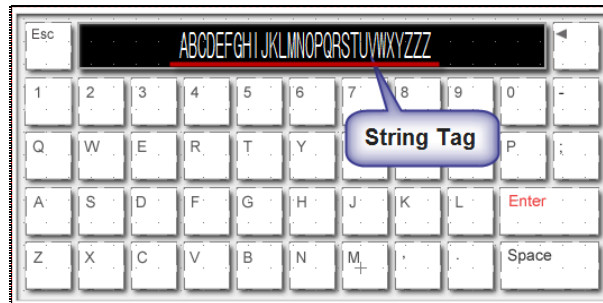 Esc ABCDEFGHIJKLMNOPQRSTUVWXYZZZ ◄
1 2 3 4 5 6 7 8 9 0 -
String Tag
Q W E R T Y P ;
A S D F G H J K L Enter
Z X C V B N M , . Space